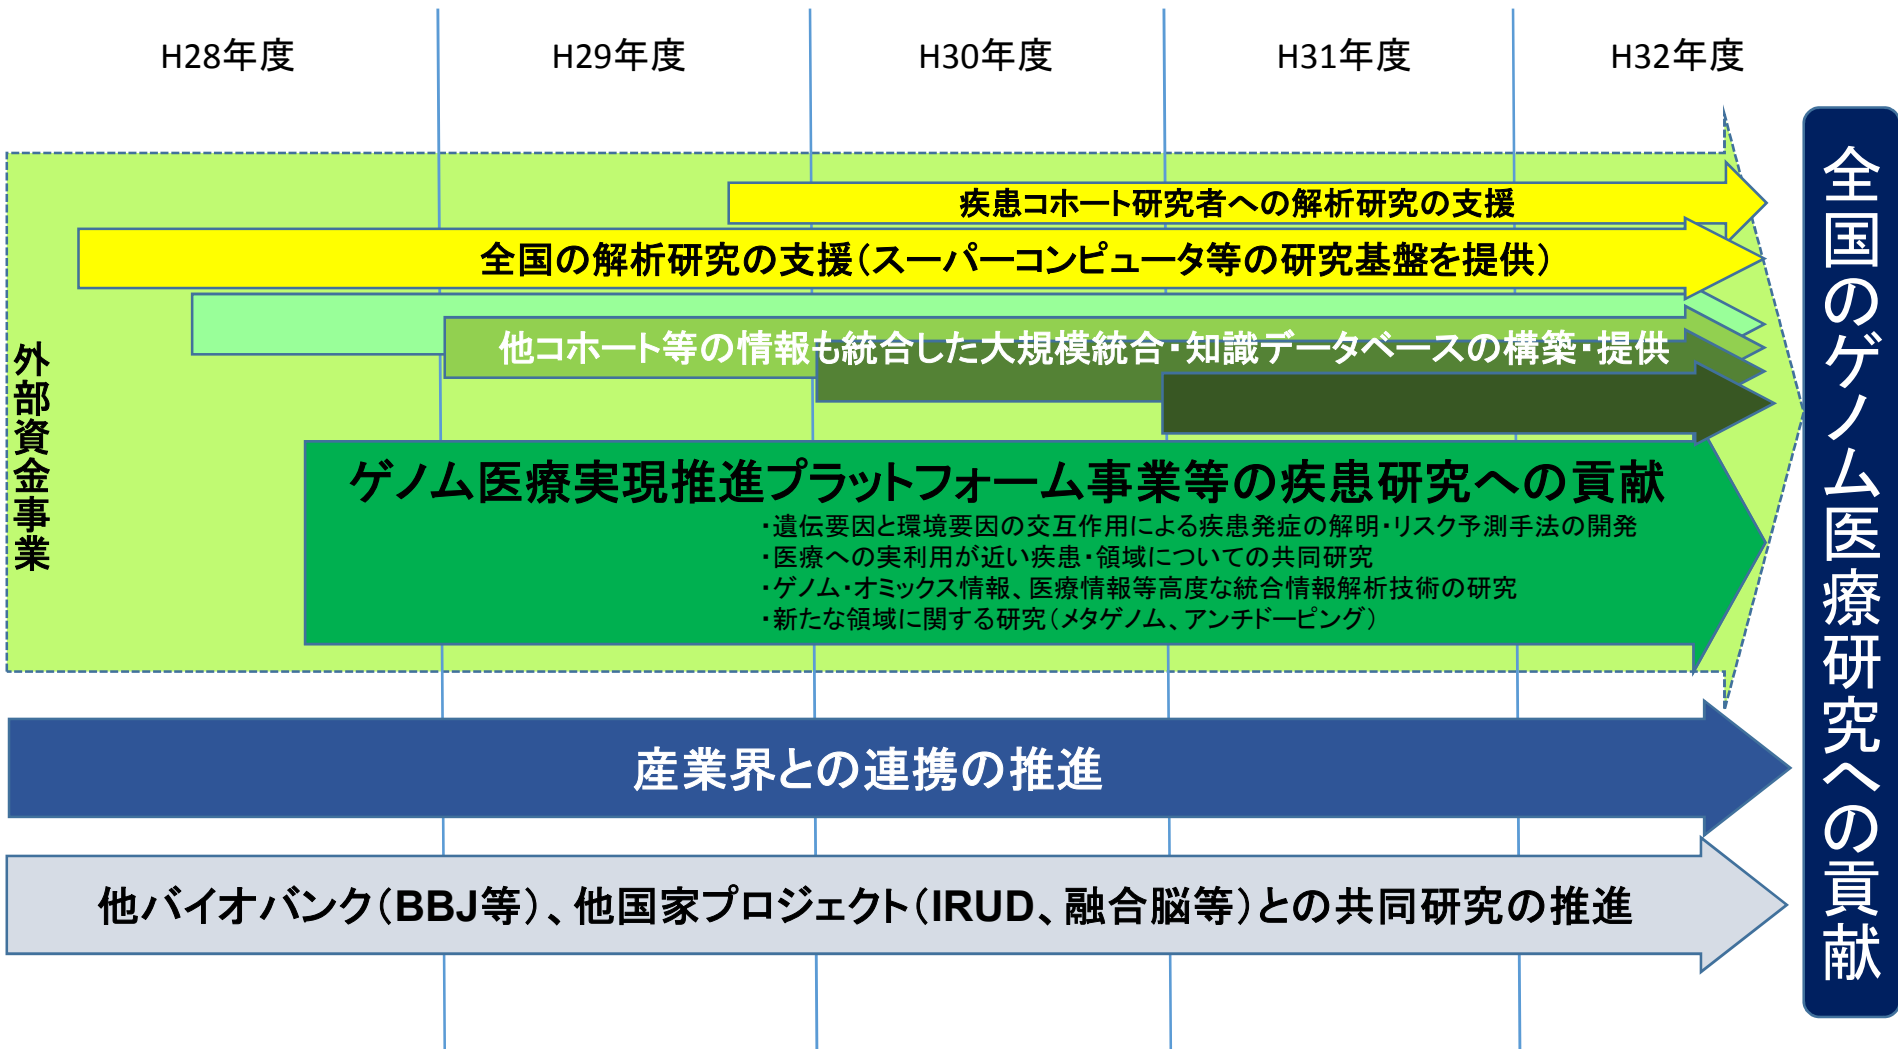 H28年度
H29年度
H30年度
H31年度
H32年度
疾患コホート研究者への解析研究の支援
全国の解析研究の支援（スーパーコンピュータ等の研究基盤を提供）
他コホート等の情報も統合した大規模統合・知識データベースの構築・提供
外部資金事業
ゲノム医療実現推進プラットフォーム事業等の疾患研究への貢献
・遺伝要因と環境要因の交互作用による疾患発症の解明・リスク予測手法の開発
・医療への実利用が近い疾患・領域についての共同研究
・ゲノム・オミックス情報、医療情報等高度な統合情報解析技術の研究
・新たな領域に関する研究（メタゲノム、アンチドーピング）
産業界との連携の推進
他バイオバンク（BBJ等）、他国家プロジェクト（IRUD、融合脳等）との共同研究の推進
全国のゲノム医療研究への貢献